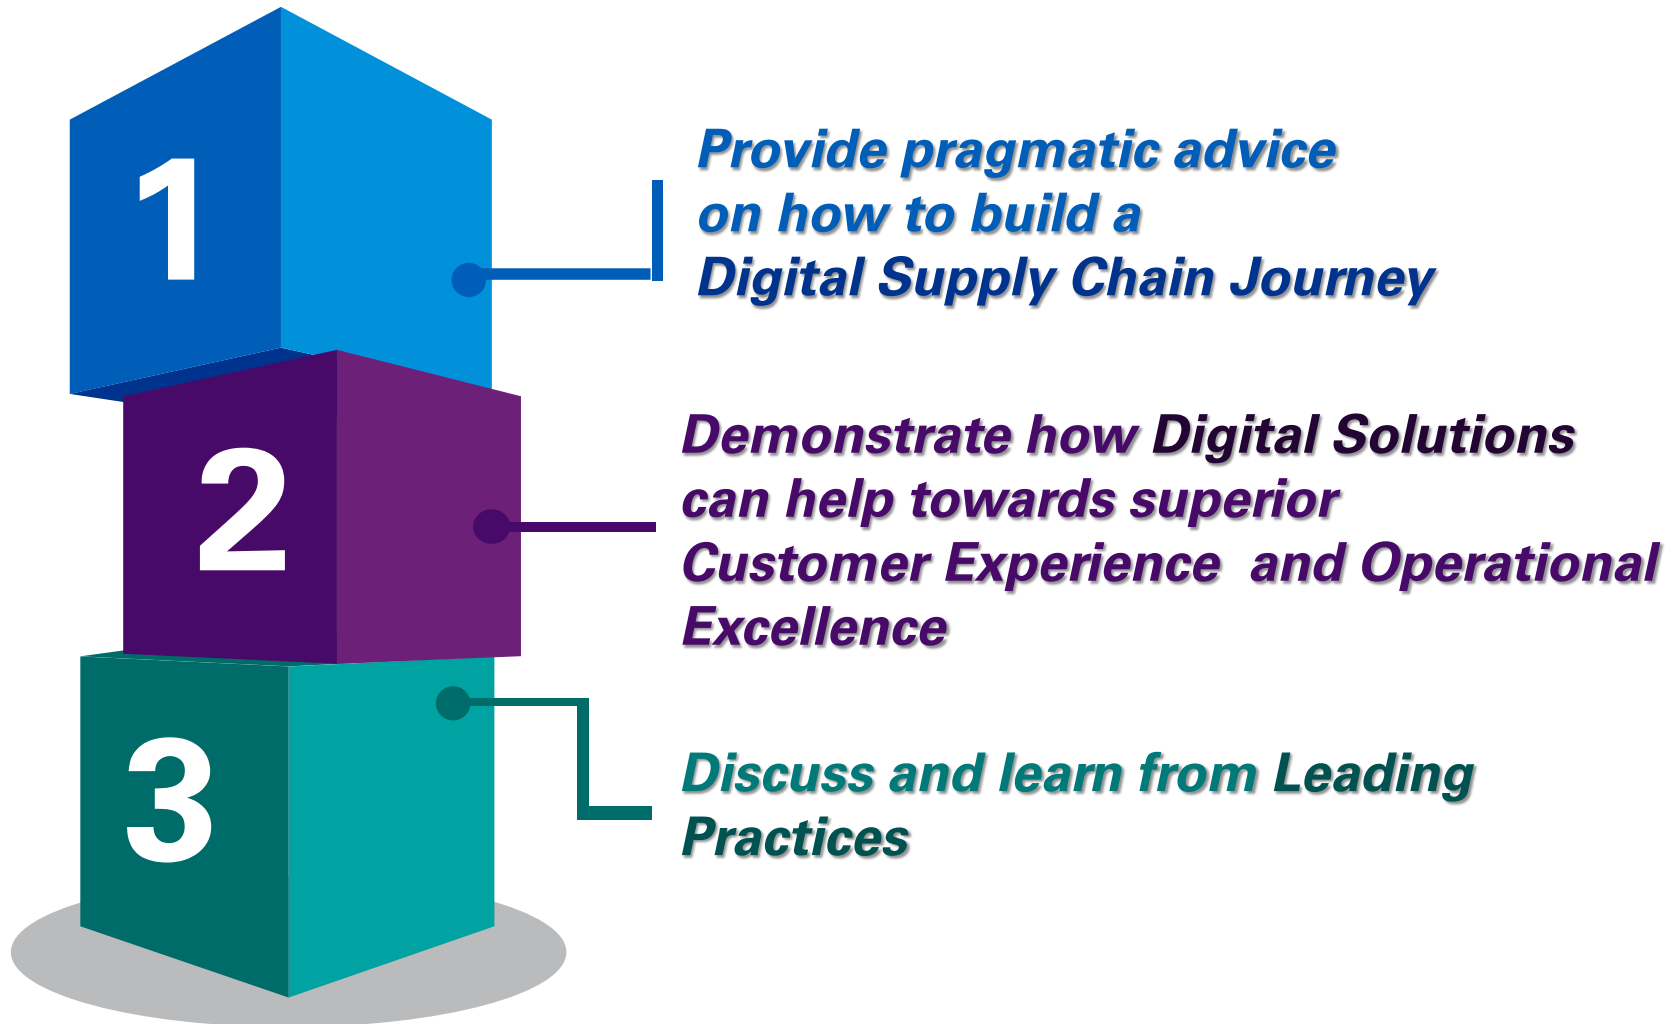 1
Provide pragmatic advice
on how to build a
Digital Supply Chain Journey
2
Demonstrate how Digital Solutions
can help towards superior
Customer Experience  and Operational
Excellence
3
Discuss and learn from Leading
Practices